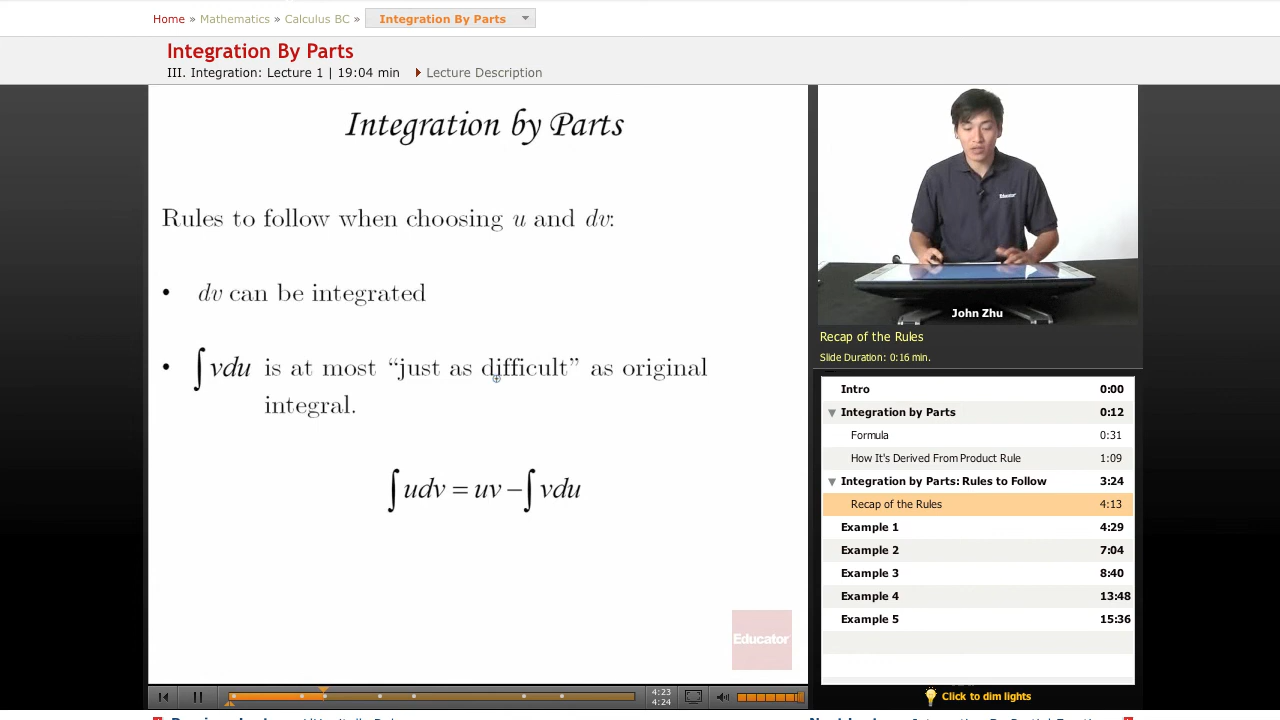 Home » Mathematics » Calculus BC » Integration By Parts
Integration By Parts
III. Integration: Lecture 1 | 19:04 min Lecture Description
Integration by Parts
Rules to follow when choosing u and dv:
• dv can be integrated
• ∫vdu is at most “just as difficult” as original
integral.
∫udv = uv − ∫vdu
Educator
4:23
4:24
Educator
John Zhu
Recap of the Rules
Slide Duration: 0:16 min.
Intro 0:00
Integration by Parts 0:12
Formula 0:31
How It's Derived From Product Rule 1:09
Integration by Parts: Rules to Follow 3:24
Recap of the Rules 4:13
Example 1 4:29
Example 2 7:04
Example 3 8:40
Example 4 13:48
Example 5 15:36
Click to dim lights